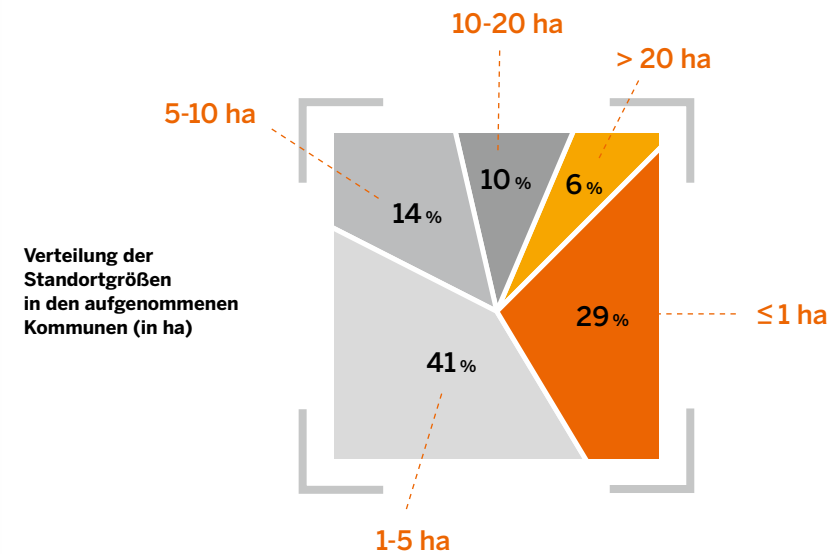 10-20 ha
> 20 ha
5-10 ha
10 %
6 %
14 %
Verteilung der
Standortgrößen
in den aufgenommenen
Kommunen (in ha)
29 %
≤ 1 ha
41 %
1-5 ha